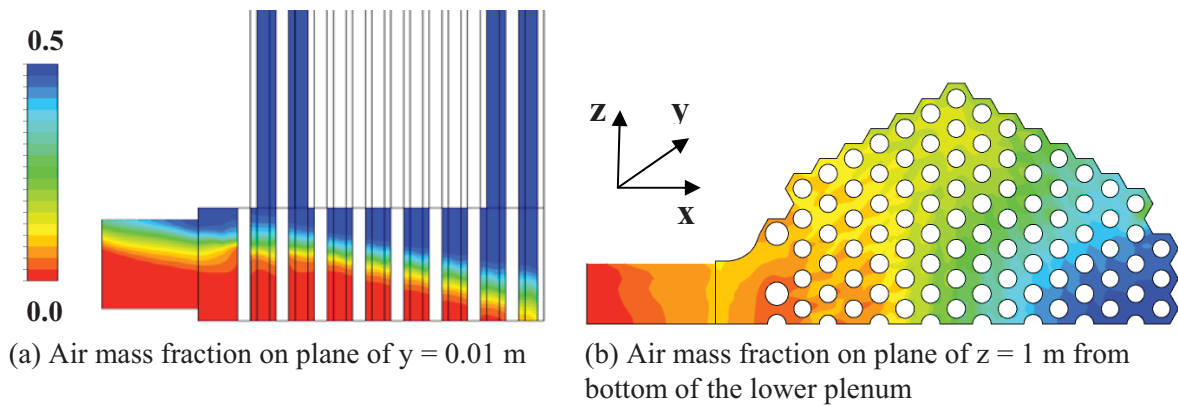 0.5
0.0
z
y
x
(a) Air mass fraction on plane of y = 0.01 m
(b) Air mass fraction on plane of z = 1 m from
bottom of the lower plenum